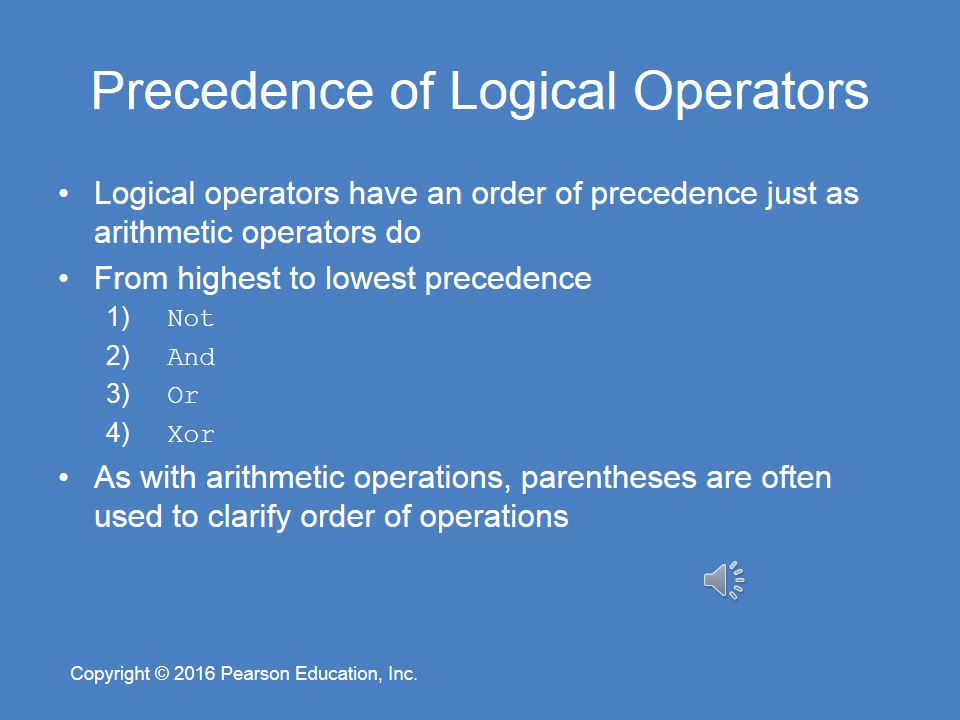 Precedence of Logical Operators
• Logical operators have an order of precedence just as
arithmetic operators do
• From highest to lowest precedence
1) Not
2) And
3) Or
4) Xor
• As with arithmetic operations, parentheses are often
used to clarify order of operations
Copyright © 2016 Pearson Education, Inc.